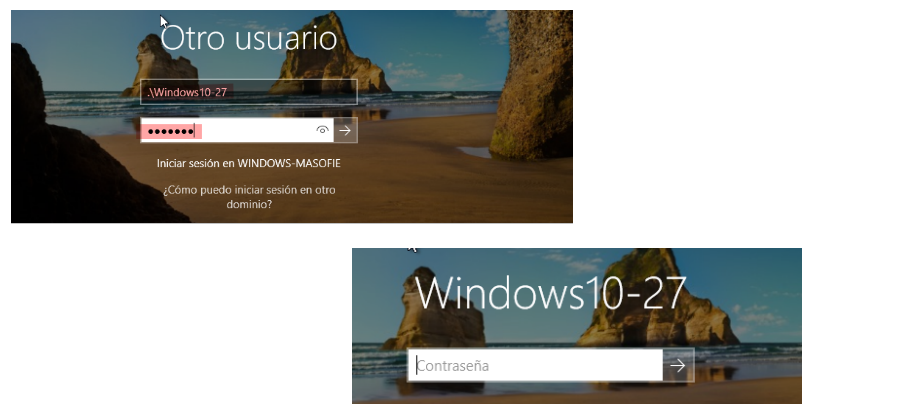 Otro usuario
.\Windows10-27
Iniciar sesión en WINDOWS-MASOFIE
¿Cómo puedo iniciar sesión en otro
dominio?
Windows10-27
Contraseña